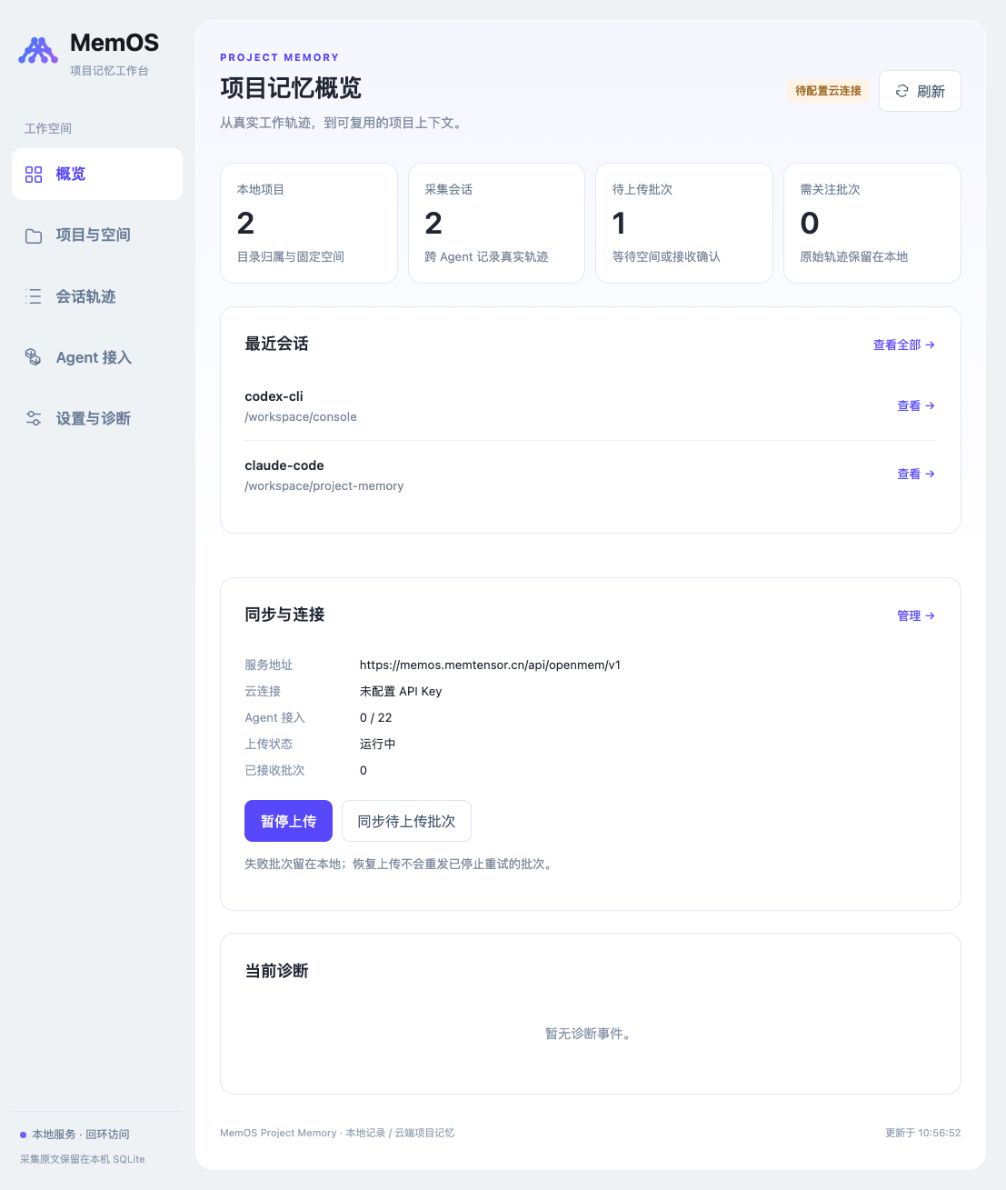 MemOS
项目记忆工作台
工作空间
概览
项目与空间
会话轨迹
Agent 接入
设置与诊断
本地服务 · 回环访问
采集原文保留在本机 SQLite
PROJECT MEMORY
项目记忆概览
从真实工作轨迹，到可复用的项目上下文。
待配置云连接
刷新
本地项目
2
目录归属与固定空间
采集会话
2
跨 Agent 记录真实轨迹
待上传批次
1
等待空间或接收确认
需关注批次
0
原始轨迹保留在本地
最近会话
查看全部 →
codex-cli
/workspace/console
查看 →
claude-code
/workspace/project-memory
查看 →
同步与连接
管理 →
服务地址 https://memos.memtensor.cn/api/openmem/v1
云连接 未配置 API Key
Agent 接入 0 / 22
上传状态 运行中
已接收批次 0
暂停上传 同步待上传批次
失败批次留在本地；恢复上传不会重发已停止重试的批次。
当前诊断
暂无诊断事件。
MemOS Project Memory · 本地记录 / 云端项目记忆
更新于 10:56:52